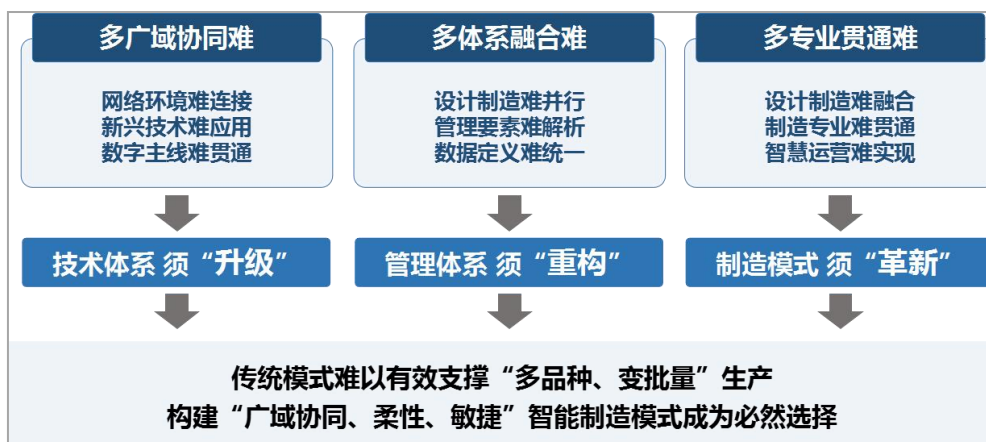 多广域协同难
网络环境难连接
新兴技术难应用
数字主线难贯通
多体系融合难
设计制造难并行
管理要素难解析
数据定义难统一
多专业贯通难
设计制造难融合
制造专业难贯通
智慧运营难实现
技术体系 须“升级”
管理体系 须“重构”
制造模式 须“革新”
传统模式难以有效支撑“多品种、变批量”生产
构建“广域协同、柔性、敏捷”智能制造模式成为必然选择